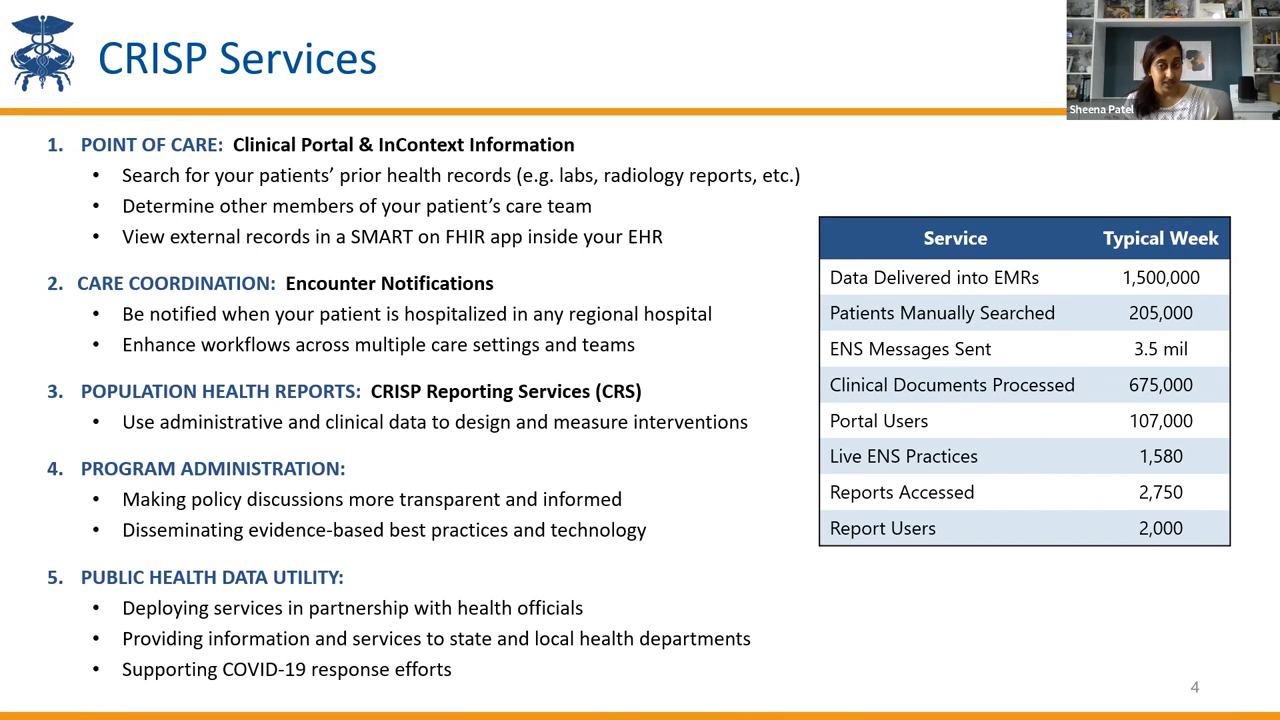 CRISP Services
Sheena Patel
1. POINT OF CARE: Clinical Portal & InContext Information
• Search for your patients’ prior health records (e.g. labs, radiology reports, etc.)
• Determine other members of your patient’s care team
• View external records in a SMART on FHIR app inside your EHR
2. CARE COORDINATION: Encounter Notifications
• Be notified when your patient is hospitalized in any regional hospital
• Enhance workflows across multiple care settings and teams
3. POPULATION HEALTH REPORTS: CRISP Reporting Services (CRS)
• Use administrative and clinical data to design and measure interventions
4. PROGRAM ADMINISTRATION:
• Making policy discussions more transparent and informed
• Disseminating evidence-based best practices and technology
5. PUBLIC HEALTH DATA UTILITY:
• Deploying services in partnership with health officials
• Providing information and services to state and local health departments
• Supporting COVID-19 response efforts
Service Typical Week
Data Delivered into EMRs 1,500,000
Patients Manually Searched 205,000
ENS Messages Sent 3.5 mil
Clinical Documents Processed 675,000
Portal Users 107,000
Live ENS Practices 1,580
Reports Accessed 2,750
Report Users 2,000
4